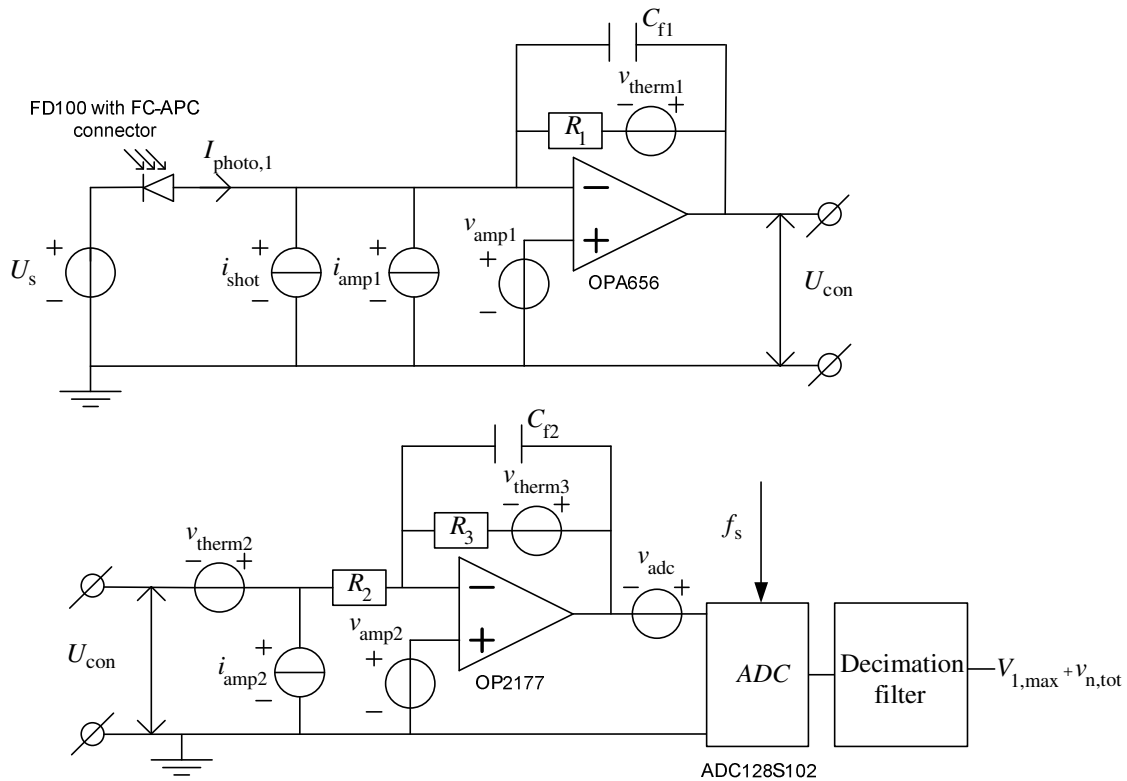 C_f1
v_therm1
− +
FD100 with FC-APC
connector
I_photo,1
R_1
U_s
+
−
i_shot
+
−
i_amp1
+
−
v_amp1
+
−
−
+
OPA656
U_con
C_f2
v_therm3
− +
R_3
v_therm2
− +
R_2
f_s
v_adc
− +
v_amp2
+
−
−
+
U_con
i_amp2
+
−
OP2177
ADC
Decimation
filter
V_1,max + v_n,tot
ADC128S102